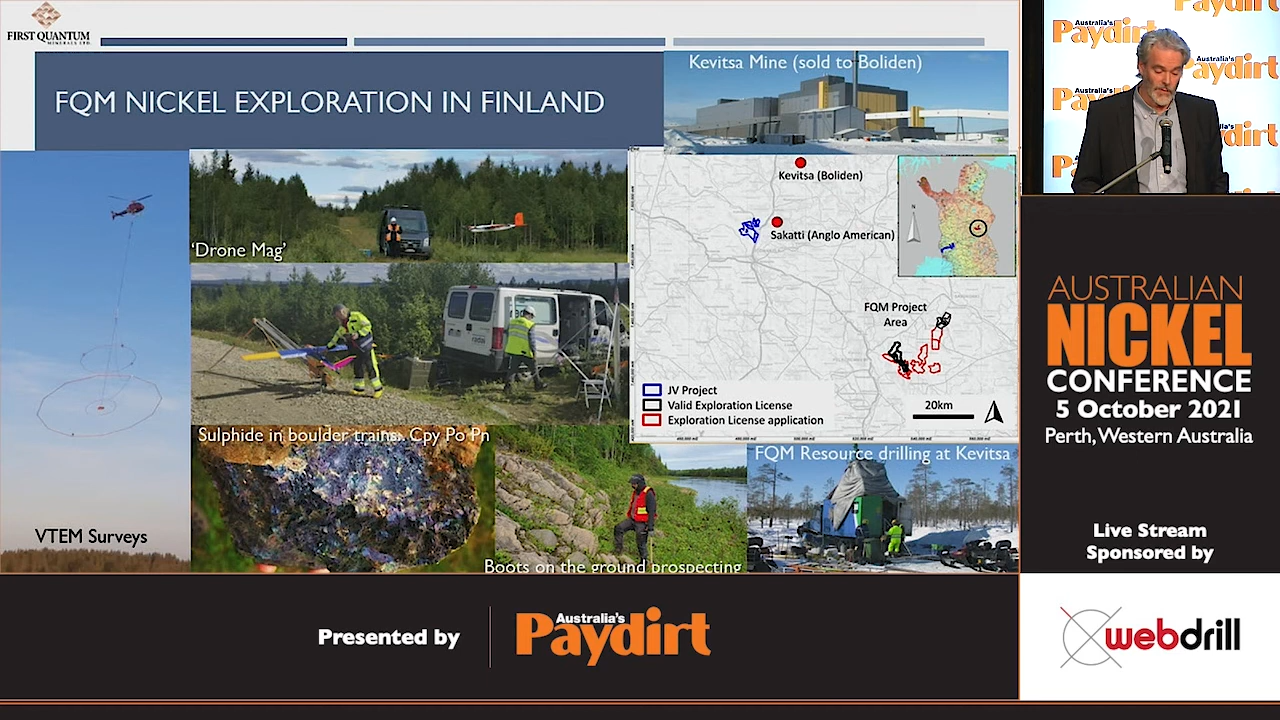 FIRST QUANTUM
MINERALS LTD.
FQM NICKEL EXPLORATION IN FINLAND
Kevitsa Mine (sold to Boliden)
'Drone Mag'
Sulphide in boulder trains. Cpy Po Pn
VTEM Surveys
Boots on the ground prospecting
FQM Resource drilling at Kevitsa
Kevitsa (Boliden)
Sakatti (Anglo American)
FQM Project
Area
JV Project
Valid Exploration License
Exploration License application
20km
N
Australia's
Paydirt
AUSTRALIAN
NICKEL
CONFERENCE
5 October 2021
Perth, Western Australia
Live Stream
Sponsored by
webdrill
Presented by
Australia's
Paydirt